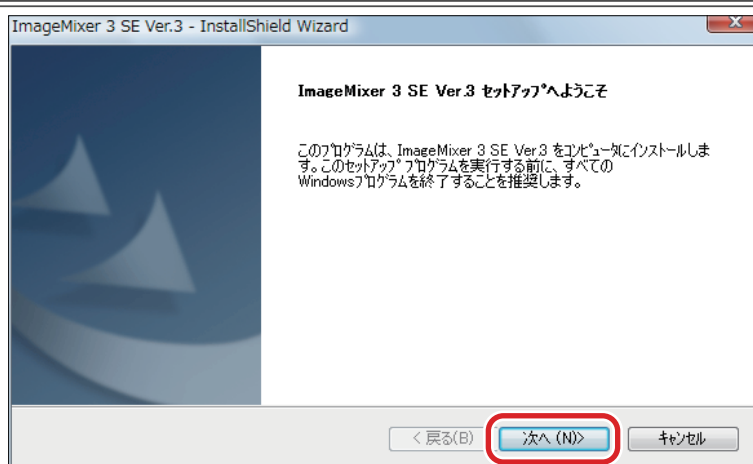 ImageMixer 3 SE Ver.3 - InstallShield Wizard
ImageMixer 3 SE Ver.3 ｾｯﾄｱｯﾌﾟへようこそ
このﾌﾟﾛｸﾞﾗﾑは、ImageMixer 3 SE Ver.3 をｺﾝﾋﾟｭｰﾀにｲﾝｽﾄｰﾙしま
す。このｾｯﾄｱｯﾌﾟ ﾌﾟﾛｸﾞﾗﾑを実行する前に、すべての
Windowsﾌﾟﾛｸﾞﾗﾑを終了することを推奨します。
< 戻る(B)
次へ (N)>
ｷｬﾝｾﾙ